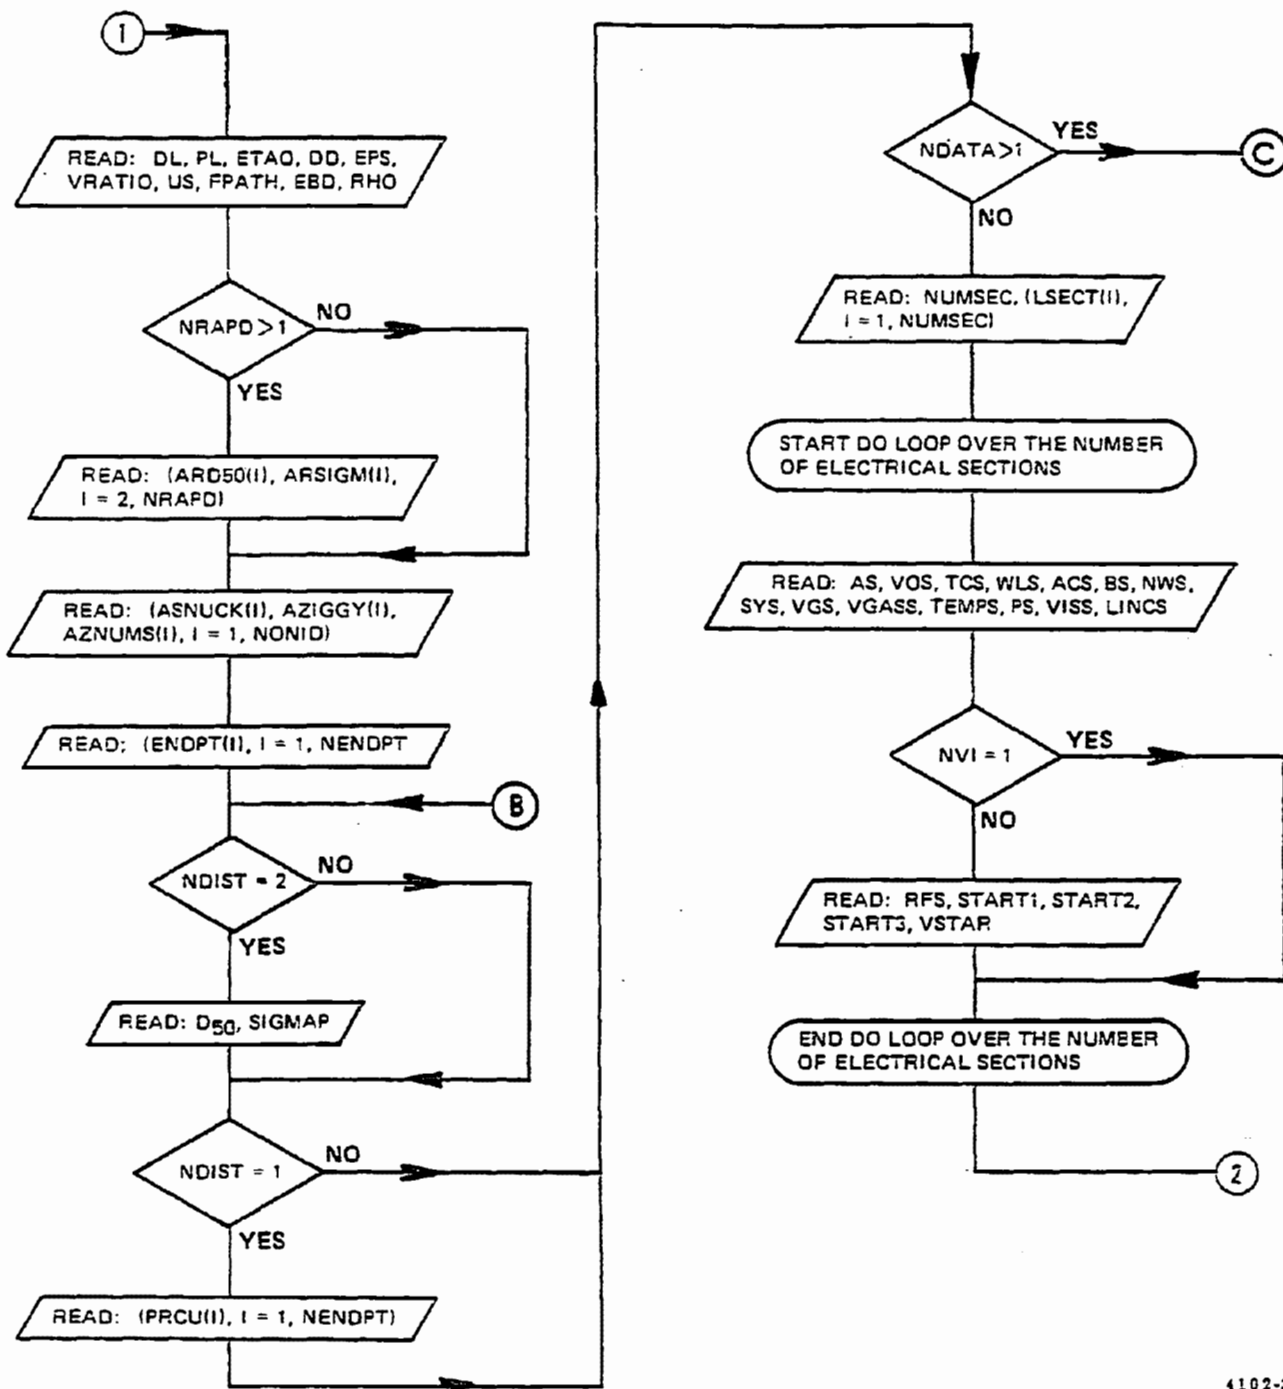 1
READ: DL, PL, ETAO, DD, EPS,
VRATIO, US, FPATH, EBD, RHO
NRAPD > 1
NO
YES
READ: (ARD50(I), ARSIGM(I),
I = 2, NRAPD)
READ: (ASNUCK(I), AZIGGY(I),
AZNUMS(I), I = 1, NONID)
READ: (ENDPT(I), I = 1, NENDPT
B
NDIST = 2
NO
YES
READ: D50, SIGMAP
NDIST = 1
NO
YES
READ: (PRCU(I), I = 1, NENDPT)
NDATA>1
YES
C
NO
READ: NUMSEC, (LSECT(I),
I = 1, NUMSEC)
START DO LOOP OVER THE NUMBER
OF ELECTRICAL SECTIONS
READ: AS, VOS, TCS, WLS, ACS, BS, NWS,
SYS, VGS, VGASS, TEMPS, PS, VISS, LINCS
NVI = 1
YES
NO
READ: RFS, START1, START2,
START3, VSTAR
END DO LOOP OVER THE NUMBER
OF ELECTRICAL SECTIONS
2